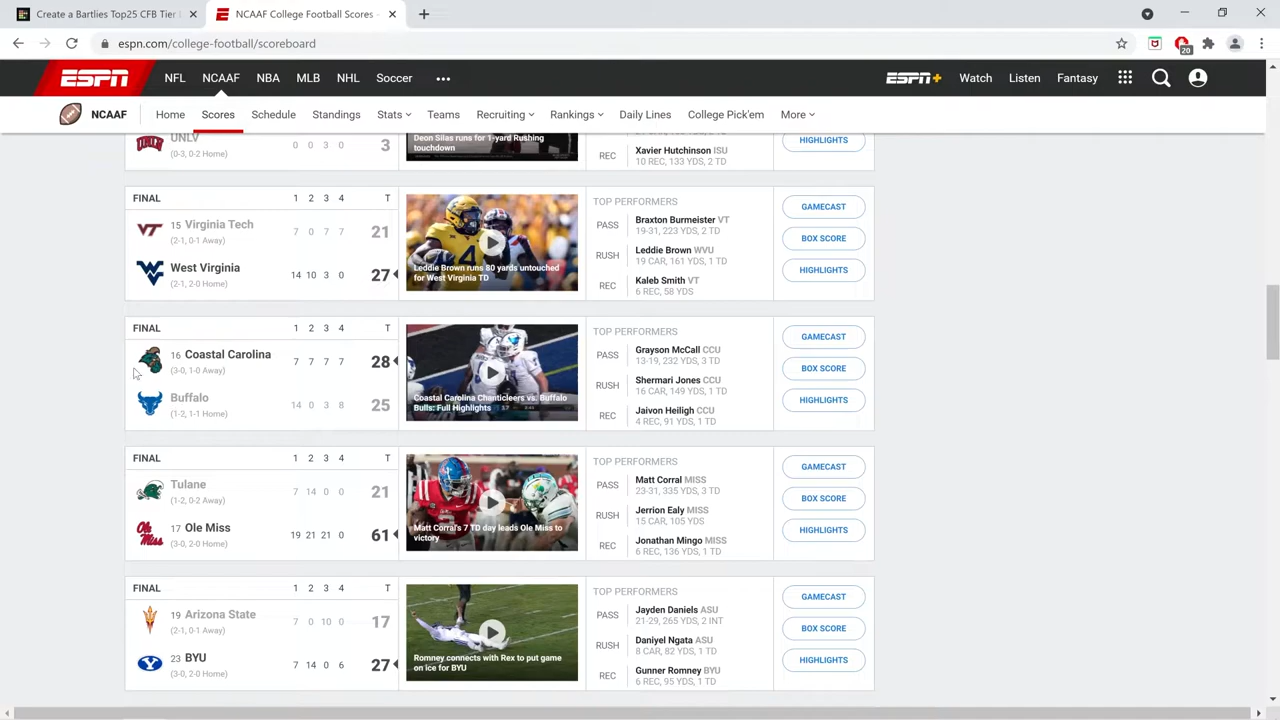 Create a Bartlies Top25 CFB Tier
NCAAF College Football Scores -
espn.com/college-football/scoreboard
20
ESPN
NFL
NCAAF
NBA
MLB
NHL
Soccer
ESPN+
Watch
Listen
Fantasy
NCAAF
Home
Scores
Schedule
Standings
Stats
Teams
Recruiting
Rankings
Daily Lines
College Pick'em
More
UNLV
(0-3, 0-2 Home)
0 0 3 0 3
Deon Silas runs for 1-yard Rushing
touchdown
REC
Xavier Hutchinson ISU
10 REC, 133 YDS, 2 TD
HIGHLIGHTS
FINAL 1 2 3 4 T
15 Virginia Tech
(2-1, 0-1 Away)
7 0 7 7 21
West Virginia
(2-1, 2-0 Home)
14 10 3 0 27
Leddie Brown runs 80 yards untouched
for West Virginia TD
TOP PERFORMERS
PASS
Braxton Burmeister VT
19-31, 223 YDS, 2 TD
RUSH
Leddie Brown WVU
19 CAR, 161 YDS, 1 TD
REC
Kaleb Smith VT
6 REC, 58 YDS
GAMECAST
BOX SCORE
HIGHLIGHTS
FINAL 1 2 3 4 T
16 Coastal Carolina
(3-0, 1-0 Away)
7 7 7 7 28
Buffalo
(1-2, 1-1 Home)
14 0 3 8 25
Coastal Carolina Chanticleers vs. Buffalo
Bulls: Full Highlights
TOP PERFORMERS
PASS
Grayson McCall CCU
13-19, 232 YDS, 3 TD
RUSH
Shermari Jones CCU
16 CAR, 149 YDS, 1 TD
REC
Jaivon Heiligh CCU
4 REC, 91 YDS, 1 TD
GAMECAST
BOX SCORE
HIGHLIGHTS
FINAL 1 2 3 4 T
Tulane
(1-2, 0-2 Away)
7 14 0 0 21
Ole Miss
17 Ole Miss
(3-0, 2-0 Home)
19 21 21 0 61
Matt Corral's 7 TD day leads Ole Miss to
victory
TOP PERFORMERS
PASS
Matt Corral MISS
23-31, 335 YDS, 3 TD
RUSH
Jerrion Ealy MISS
15 CAR, 105 YDS
REC
Jonathan Mingo MISS
6 REC, 136 YDS, 1 TD
GAMECAST
BOX SCORE
HIGHLIGHTS
FINAL 1 2 3 4 T
19 Arizona State
(2-1, 0-1 Away)
7 0 10 0 17
23 BYU
(3-0, 2-0 Home)
7 14 0 6 27
Romney connects with Rex to put game
on ice for BYU
TOP PERFORMERS
PASS
Jayden Daniels ASU
21-29, 265 YDS, 2 INT
RUSH
Daniyel Ngata ASU
8 CAR, 82 YDS, 1 TD
REC
Gunner Romney BYU
6 REC, 95 YDS, 1 TD
GAMECAST
BOX SCORE
HIGHLIGHTS